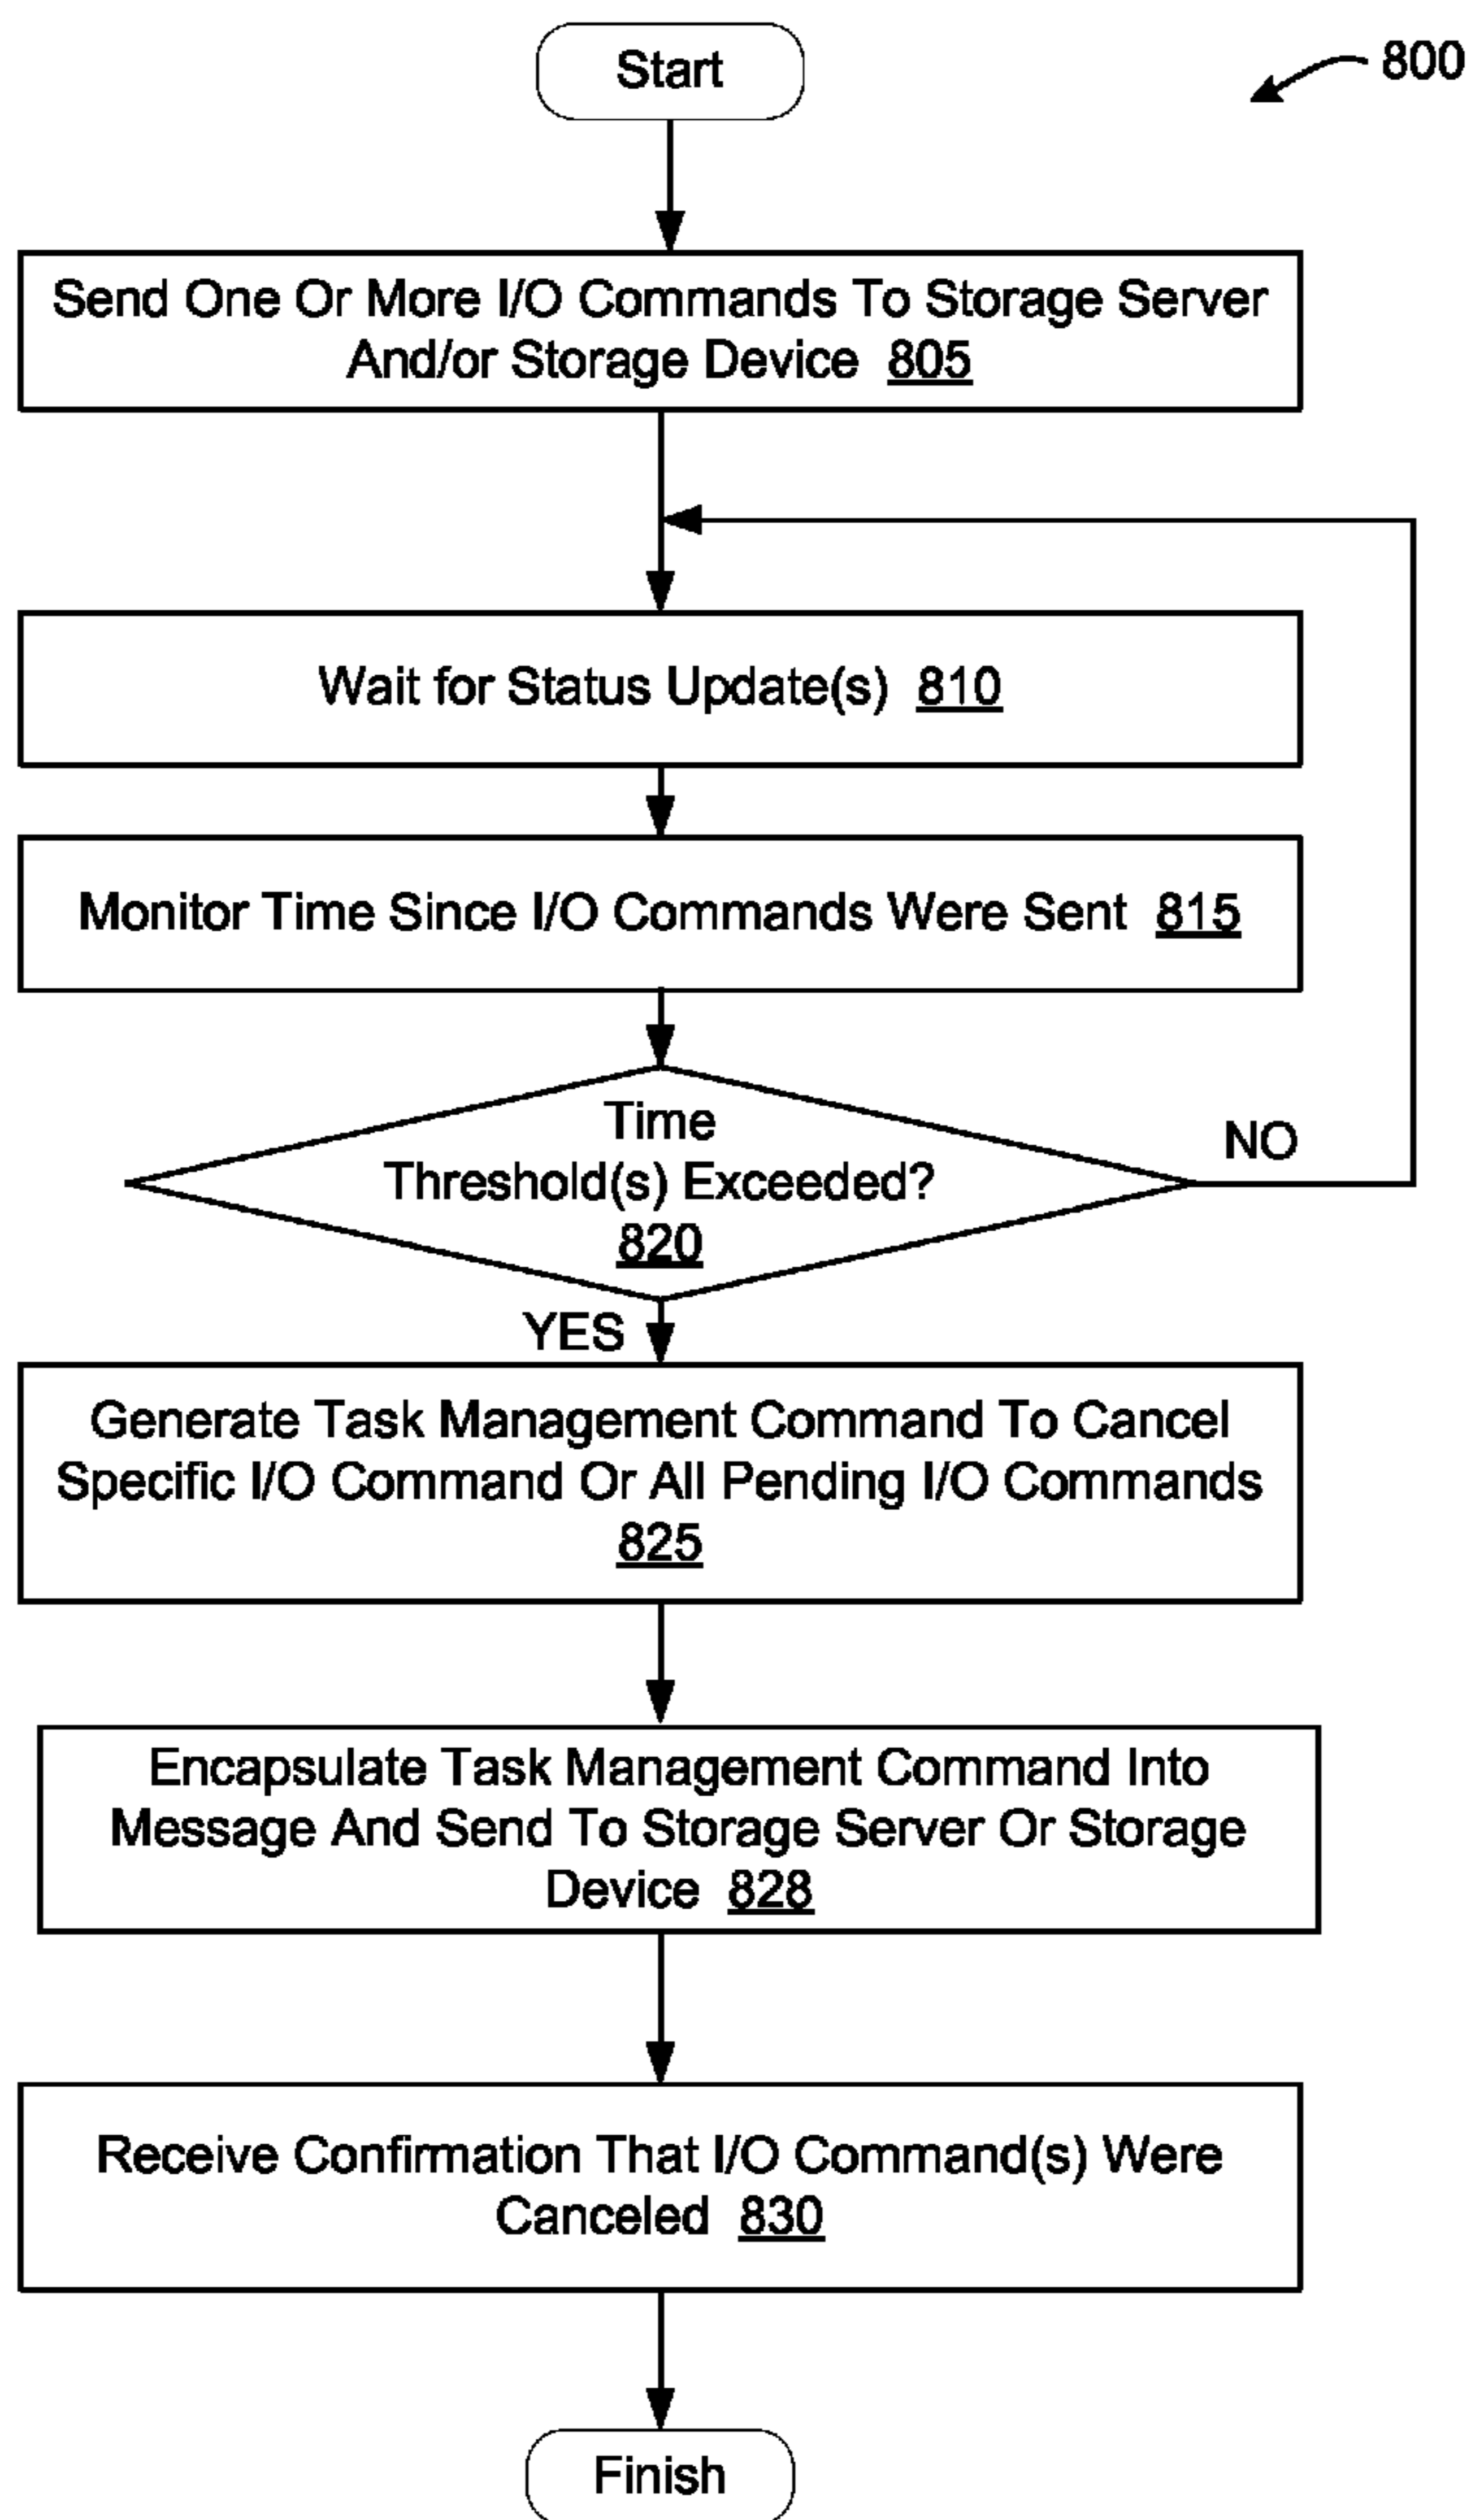 Start
800
Send One Or More I/O Commands To Storage Server
And/or Storage Device 805
Wait for Status Update(s) 810
Monitor Time Since I/O Commands Were Sent 815
Time
Threshold(s) Exceeded?
820
NO
YES
Generate Task Management Command To Cancel
Specific I/O Command Or All Pending I/O Commands
825
Encapsulate Task Management Command Into
Message And Send To Storage Server Or Storage
Device 828
Receive Confirmation That I/O Command(s) Were
Canceled 830
Finish